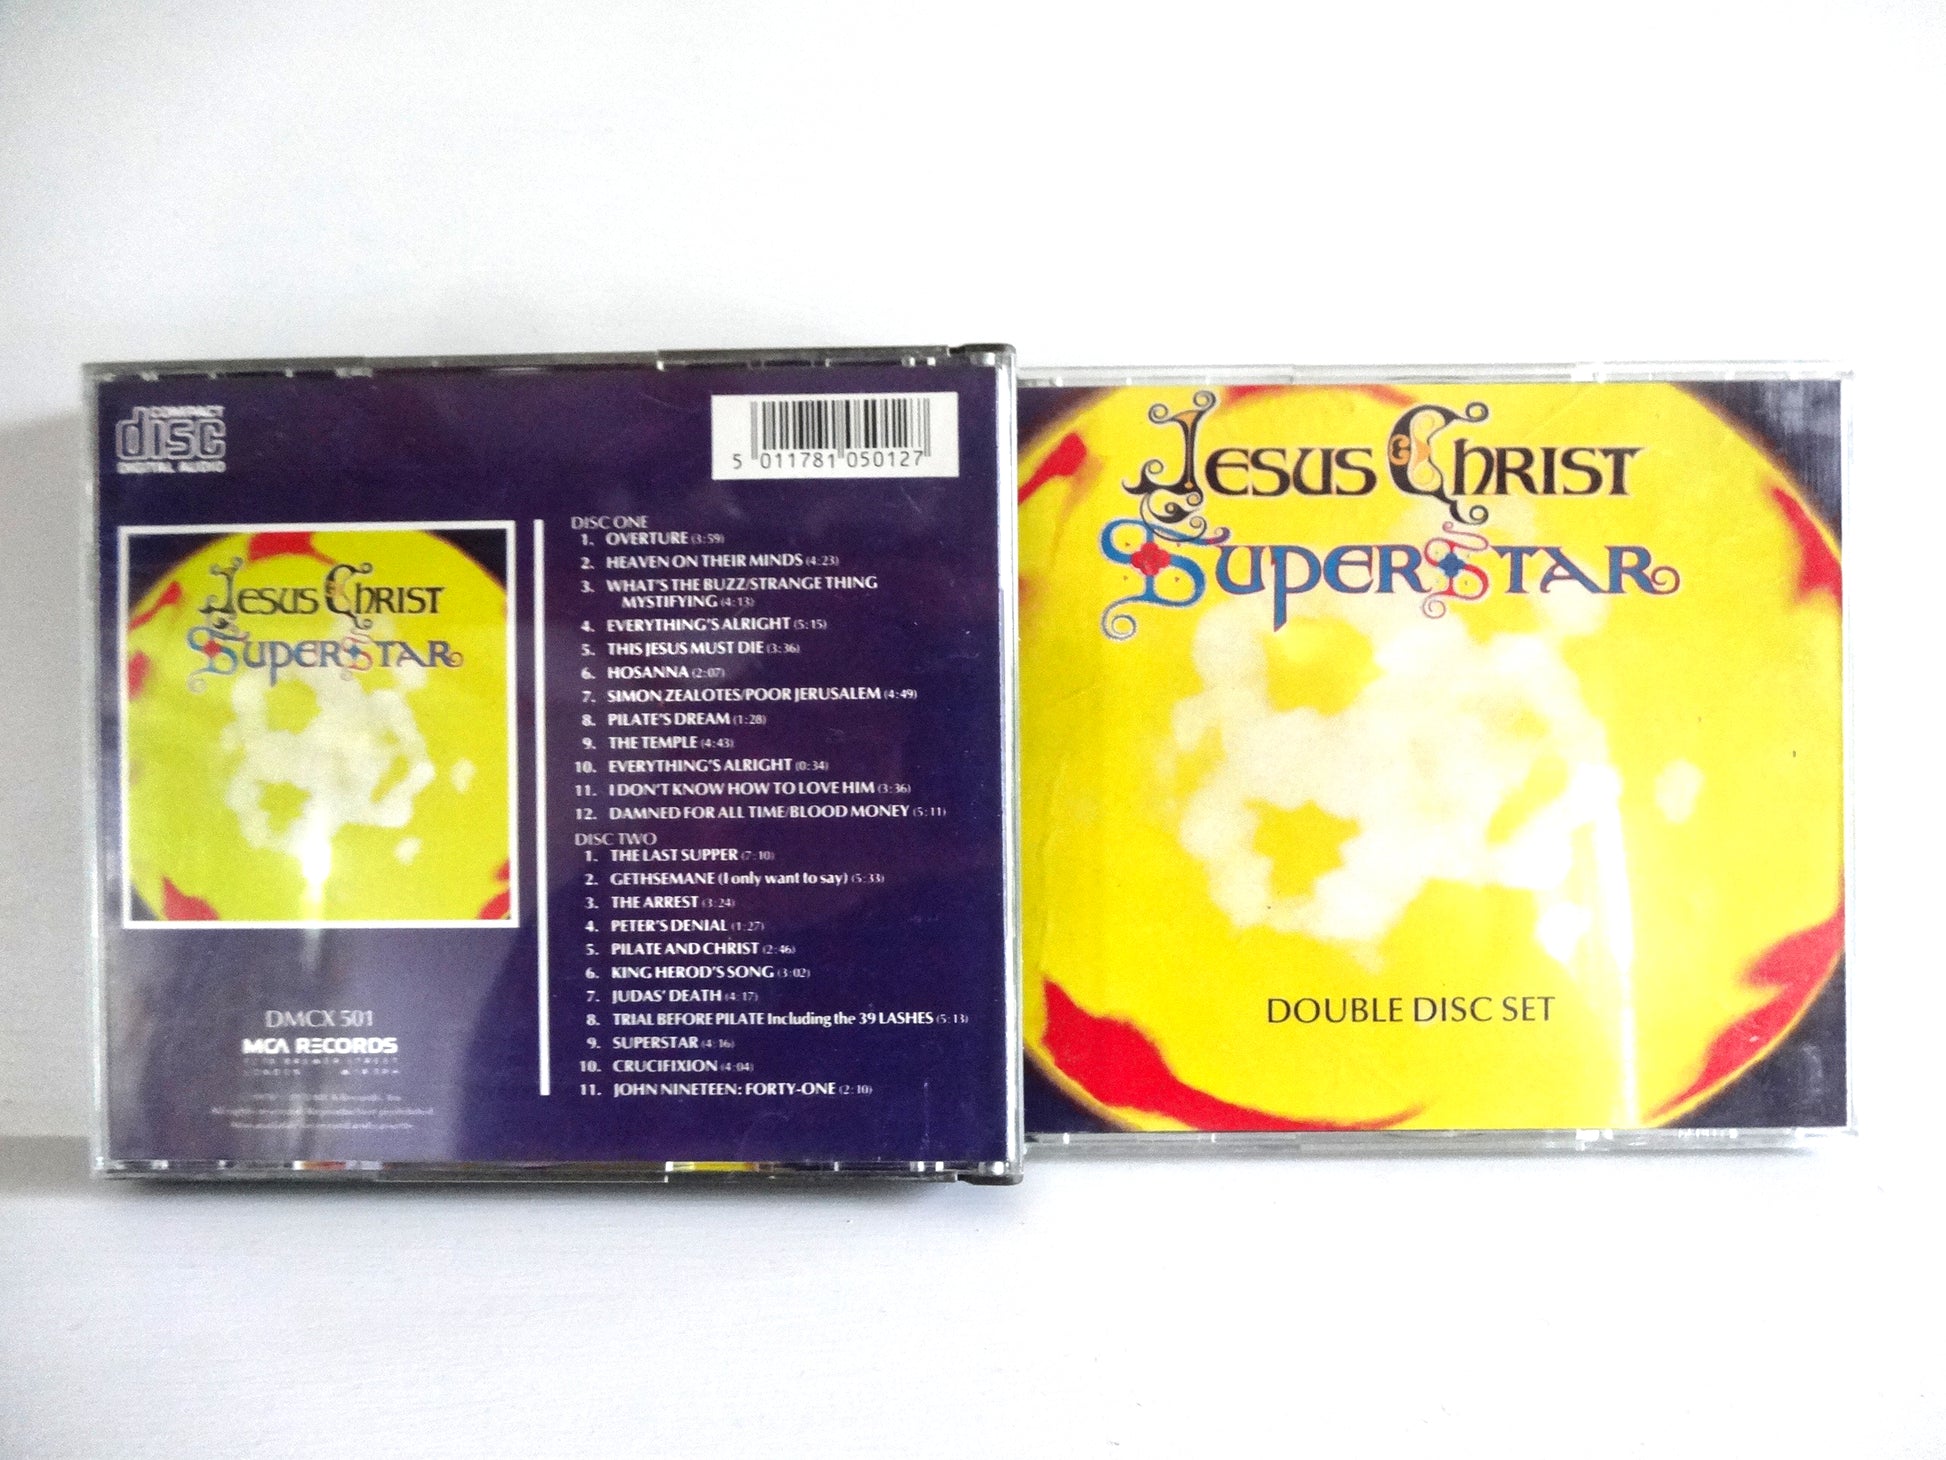 COMPACT
disc
DIGITAL AUDIO
5 011781 050127
JESUS CHRIST
SUPERSTAR
DISC ONE
1. OVERTURE (3:59)
2. HEAVEN ON THEIR MINDS (4:23)
3. WHAT'S THE BUZZ/STRANGE THING
MYSTIFYING (4:13)
4. EVERYTHING'S ALRIGHT (5:15)
5. THIS JESUS MUST DIE (3:36)
6. HOSANNA (2:07)
7. SIMON ZEALOTES/POOR JERUSALEM (4:49)
8. PILATE'S DREAM (1:28)
9. THE TEMPLE (4:43)
10. EVERYTHING'S ALRIGHT (0:34)
11. I DON'T KNOW HOW TO LOVE HIM (3:36)
12. DAMNED FOR ALL TIME/BLOOD MONEY (5:11)
DISC TWO
1. THE LAST SUPPER (7:10)
2. GETHSEMANE (I only want to say) (5:33)
3. THE ARREST (3:24)
4. PETER'S DENIAL (1:27)
5. PILATE AND CHRIST (2:46)
6. KING HEROD'S SONG (3:02)
7. JUDAS' DEATH (4:17)
8. TRIAL BEFORE PILATE Including the 39 LASHES (5:13)
9. SUPERSTAR (4:16)
10. CRUCIFIXION (4:04)
11. JOHN NINETEEN: FORTY-ONE (2:10)
DMCX 501
MCA RECORDS
JESUS CHRIST
SUPERSTAR
DOUBLE DISC SET